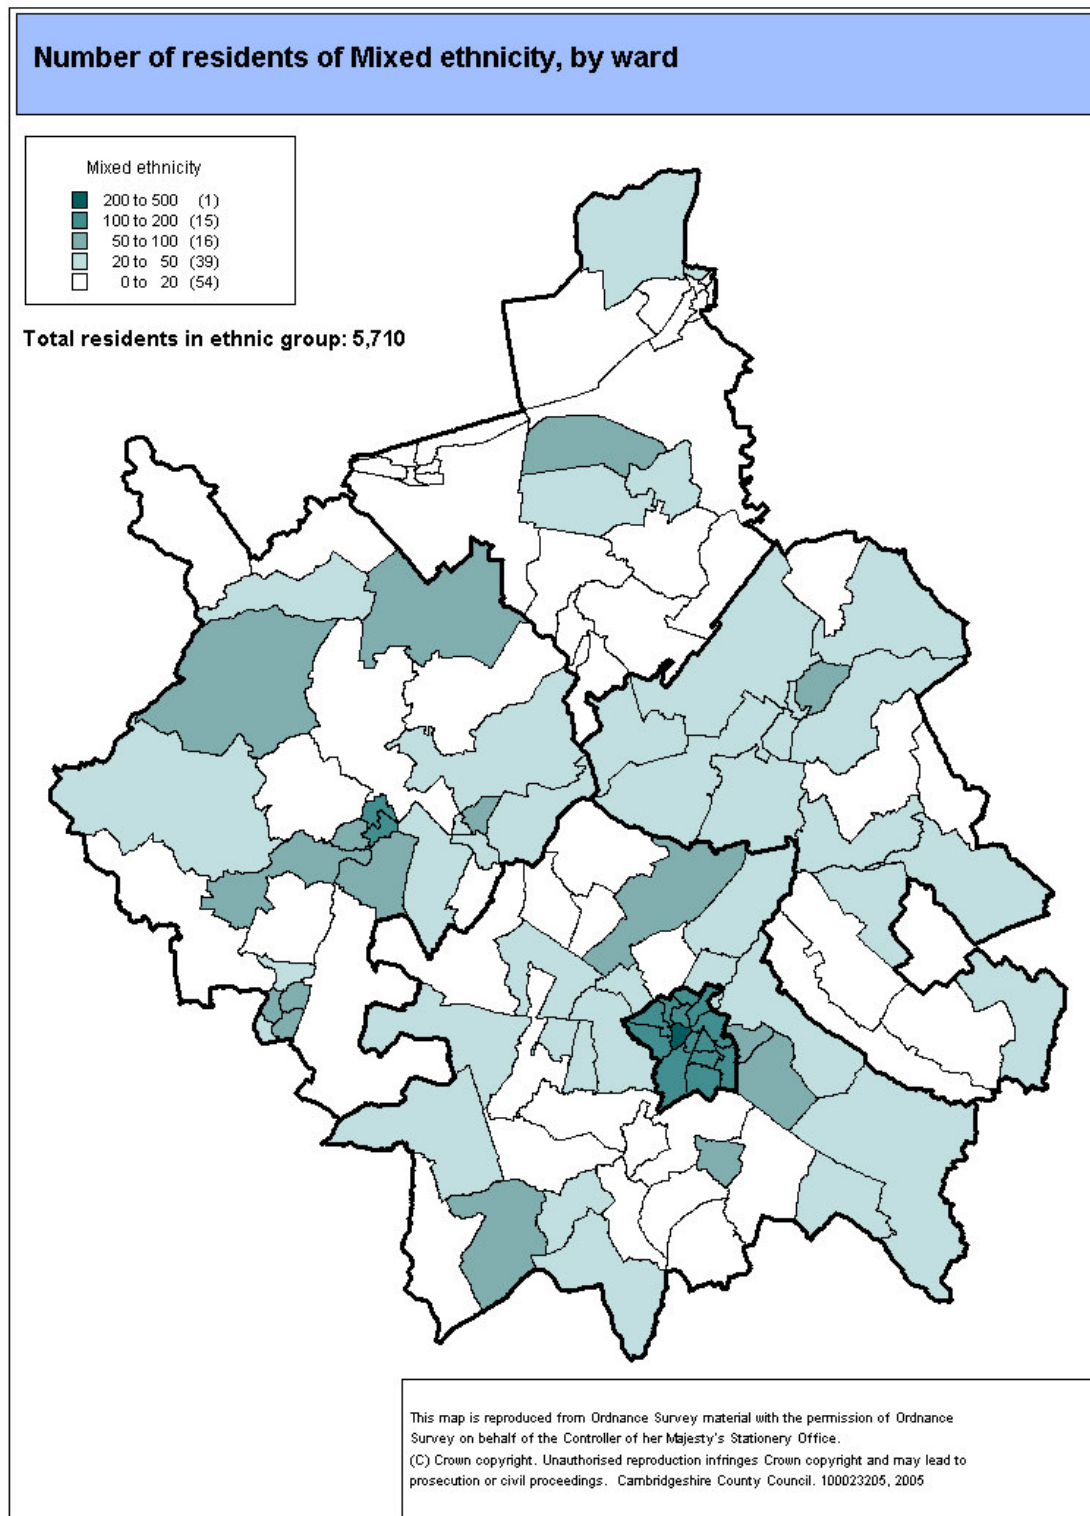 Number of residents of Mixed ethnicity, by ward
Mixed ethnicity
200 to 500 (1)
100 to 200 (15)
50 to 100 (16)
20 to 50 (39)
0 to 20 (54)
Total residents in ethnic group: 5,710
This map is reproduced from Ordnance Survey material with the permission of Ordnance
Survey on behalf of the Controller of her Majesty's Stationery Office.
(C) Crown copyright. Unauthorised reproduction infringes Crown copyright and may lead to
prosecution or civil proceedings. Cambridgeshire County Council. 100023205, 2005